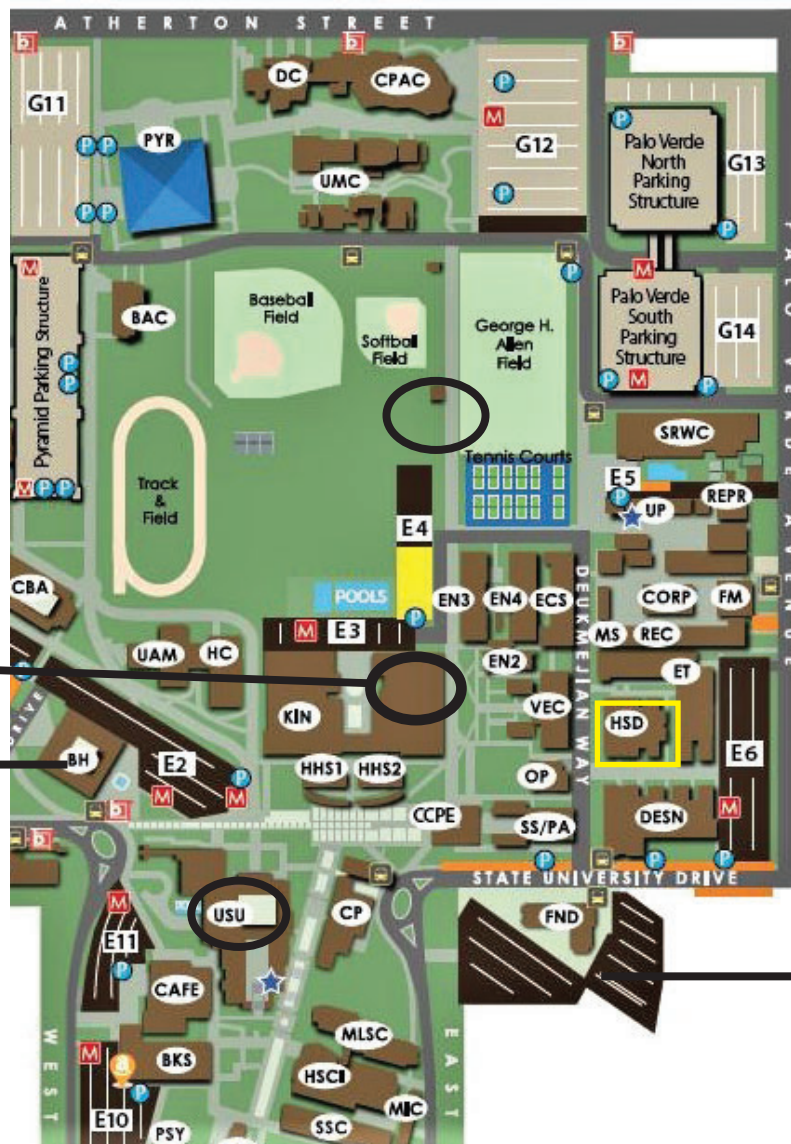 ATHERTON STREET
DC
CPAC
G11
G12
PYR
UMC
Palo Verde
North
Parking
Structure
G13
M
P
BAC
Baseball
Field
Softball
Field
George H.
Allen
Field
Palo Verde
South
Parking
Structure
G14
PALO VERDE AVENUE
Pyramid Parking Structure
Track
&
Field
Tennis Courts
SRWC
E5
UP
REPR
E4
POOLS
EN3
EN4
ECS
CORP
FM
CBA
E3
MS
REC
UAM
HC
EN2
ET
KIN
VEC
DEUKMEJIAN WAY
HSD
DRIVE
BH
E2
HHS1
HHS2
OP
E6
CCPE
SS/PA
DESN
STATE UNIVERSITY DRIVE
USU
CP
FND
E11
CAFE
MLSC
WEST
EAST
BKS
HSCI
E10
MIC
PSY
SSC